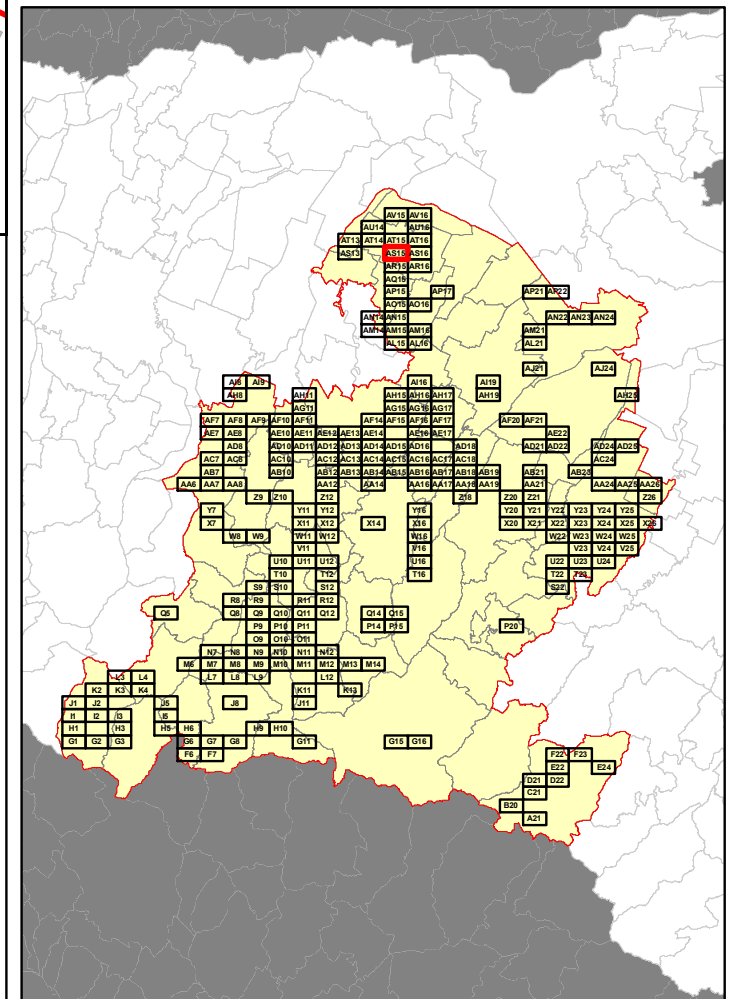 AV15 AV16
AU14 AU16
AT13 AT14 AT15 AT16
AS13 AS15 AS16
AR15 AR16
AQ15
AP15 AP17 AP21 AP22
AO15 AO16
AN14 AN15 AN22 AN23 AN24
AM14 AM15 AM16 AM21
AL15 AL16 AL21
AJ21 AJ24
AI8 AI9 AI16 AI19
AH8 AH11 AH15 AH16 AH17 AH19 AH25
AG11 AG15 AG16 AG17
AF7 AF8 AF9 AF10 AF11 AF14 AF15 AF16 AF17 AF20 AF21
AE7 AE8 AE10 AE11 AE12 AE13 AE14 AE16 AE17 AE22
AD8 AD10 AD11 AD12 AD13 AD14 AD15 AD16 AD18 AD21 AD22 AD24 AD25
AC7 AC8 AC10 AC12 AC13 AC14 AC15 AC16 AC17 AC18 AC24
AB7 AB10 AB12 AB13 AB14 AB15 AB16 AB17 AB18 AB19 AB21 AB23
AA6 AA7 AA8 AA12 AA14 AA16 AA17 AA18 AA19 AA21 AA24 AA25 AA26
Z9 Z10 Z12 Z18 Z20 Z21 Z26
Y7 Y11 Y12 Y16 Y20 Y21 Y22 Y23 Y24 Y25
X7 X11 X12 X14 X16 X20 X21 X22 X23 X24 X25 X26
W8 W9 W11 W12 W16 W22 W23 W24 W25
V11 V16 V23 V24 V25
U10 U11 U12 U16 U22 U23 U24
T10 T12 T16 T22 T23
S9 S10 S12 S22
R8 R9 R11 R12
Q5 Q8 Q9 Q10 Q11 Q12 Q14 Q15
P9 P10 P11 P14 P15 P20
O9 O10 O11
N7 N8 N9 N10 N11 N12
M6 M7 M8 M9 M10 M11 M12 M13 M14
L3 L4 L7 L8 L9 L12
K2 K3 K4 K11 K13
J1 J2 J5 J8 J11
I1 I2 I3 I5
H1 H3 H5 H6 H9 H10
G1 G2 G3 G6 G7 G8 G11 G15 G16
F6 F7 F22 F23
E22 E24
D21 D22
C21
B20
A21